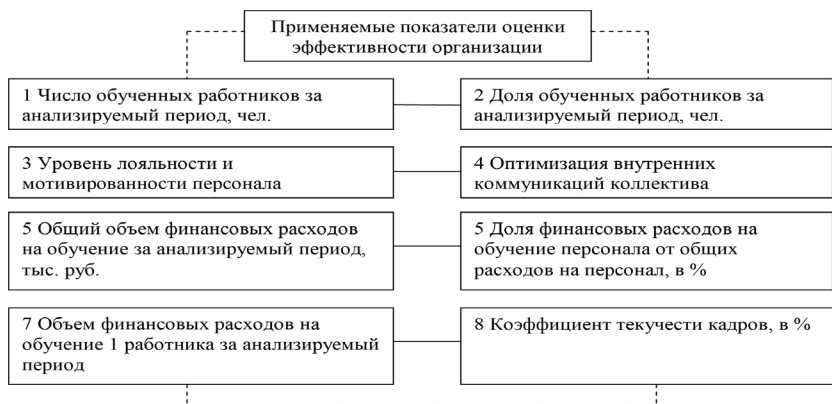 Применяемые показатели оценки
эффективности организации
1 Число обученных работников за
анализируемый период, чел.
2 Доля обученных работников за
анализируемый период, чел.
3 Уровень лояльности и
мотивированности персонала
4 Оптимизация внутренних
коммуникаций коллектива
5 Общий объем финансовых расходов
на обучение за анализируемый период,
тыс. руб.
5 Доля финансовых расходов на
обучение персонала от общих
расходов на персонал, в %
7 Объем финансовых расходов на
обучение 1 работника за анализируемый
период
8 Коэффициент текучести кадров, в %